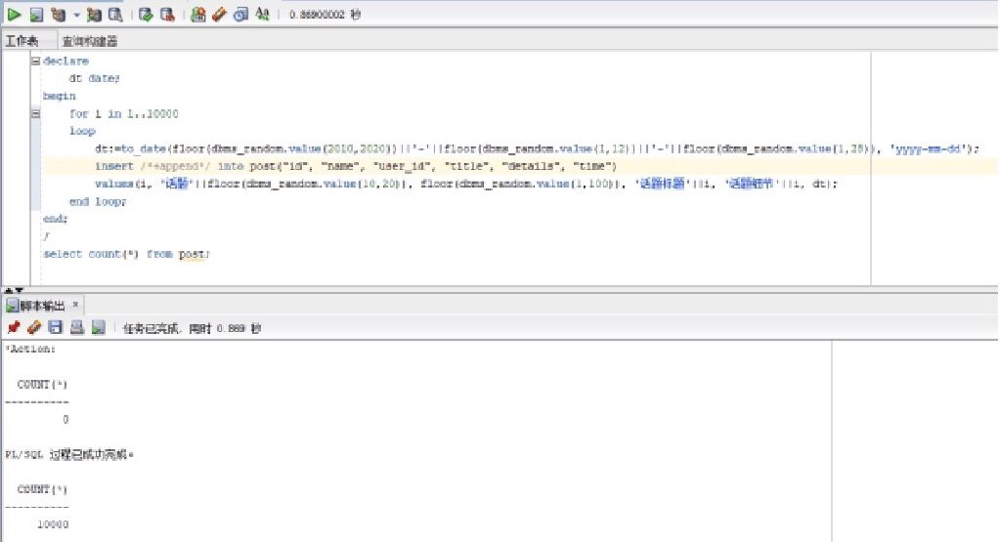 0.86900002 秒
工作表 查询构建器
declare
dt date;
begin
for i in 1..10000
loop
dt:=to_date(floor(dbms_random.value(2010,2020))||'-'||floor(dbms_random.value(1,12))||'-'||floor(dbms_random.value(1,28)), 'yyyy-mm-dd');
insert /*+append*/ into post("id", "name", "user_id", "title", "details", "time")
values(i, '话题'||floor(dbms_random.value(10,20)), floor(dbms_random.value(1,100)), '话题标题'||i, '话题细节'||i, dt);
end loop;
end;
/
select count(*) from post;
脚本输出 ×
任务已完成, 用时 0.869 秒
*Action:
COUNT(*)
----------
0
PL/SQL 过程已成功完成。
COUNT(*)
----------
10000